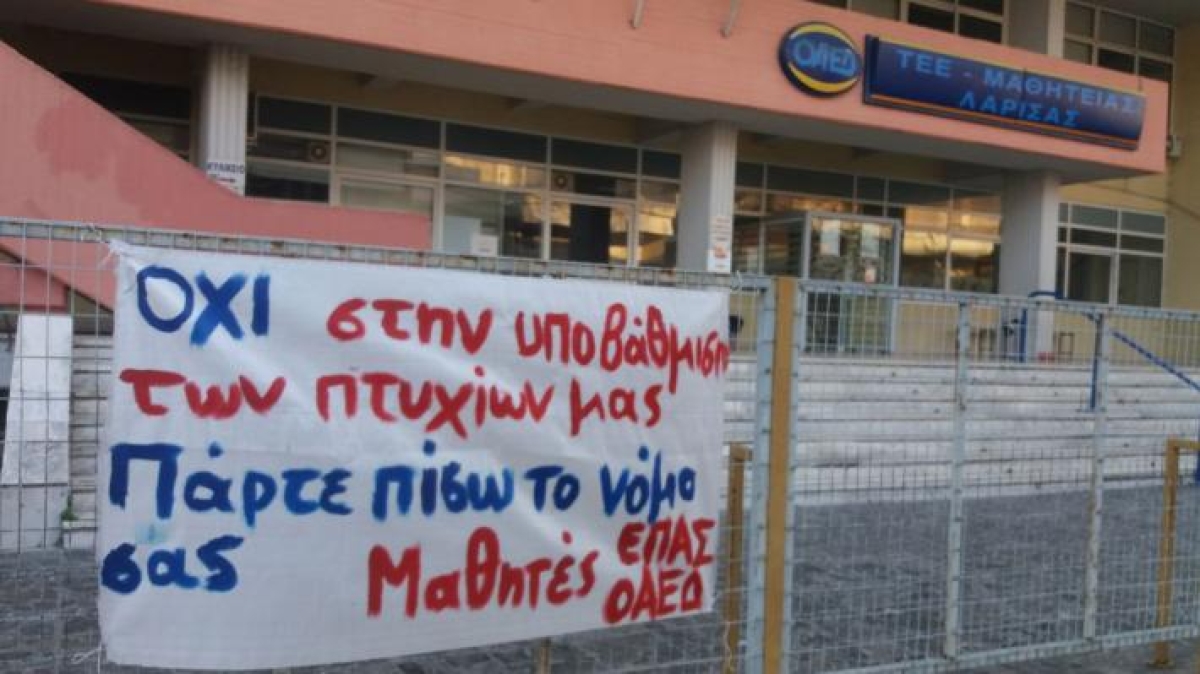 ΟΑΕΔ
ΤΕΕ - ΜΑΘΗΤΕΙΑΣ
ΛΑΡΙΣΑΣ
ΟΧΙ στην υποβάθμιση
των πτυχίων μας
Πάρτε πίσω το νόμο
σας
Μαθητές ΕΠΑΣ
ΟΑΕΔ